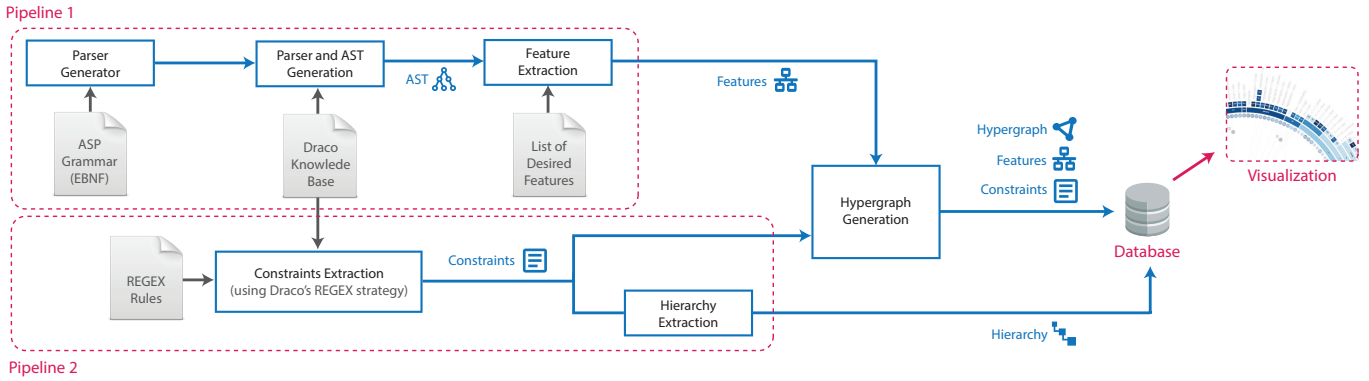 Pipeline 1
Parser
Generator
Parser and AST
Generation
AST
Feature
Extraction
Features
ASP
Grammar
(EBNF)
Draco
Knowlede
Base
List of
Desired
Features
Hypergraph
Generation
Hypergraph
Features
Constraints
Visualization
Database
REGEX
Rules
Constraints Extraction
(using Draco's REGEX strategy)
Constraints
Hierarchy
Extraction
Hierarchy
Pipeline 2